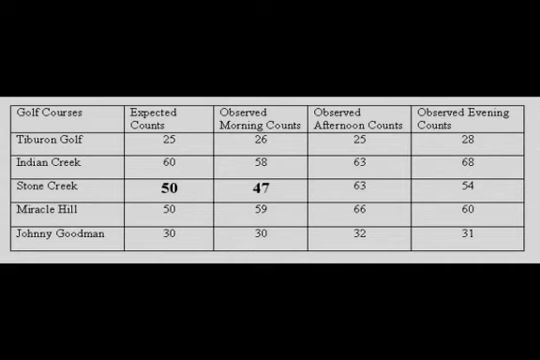 Golf Courses Expected Counts Observed Morning Counts Observed Afternoon Counts Observed Evening Counts
Tiburon Golf 25 26 25 28
Indian Creek 60 58 63 68
Stone Creek 50 47 63 54
Miracle Hill 50 59 66 60
Johnny Goodman 30 30 32 31